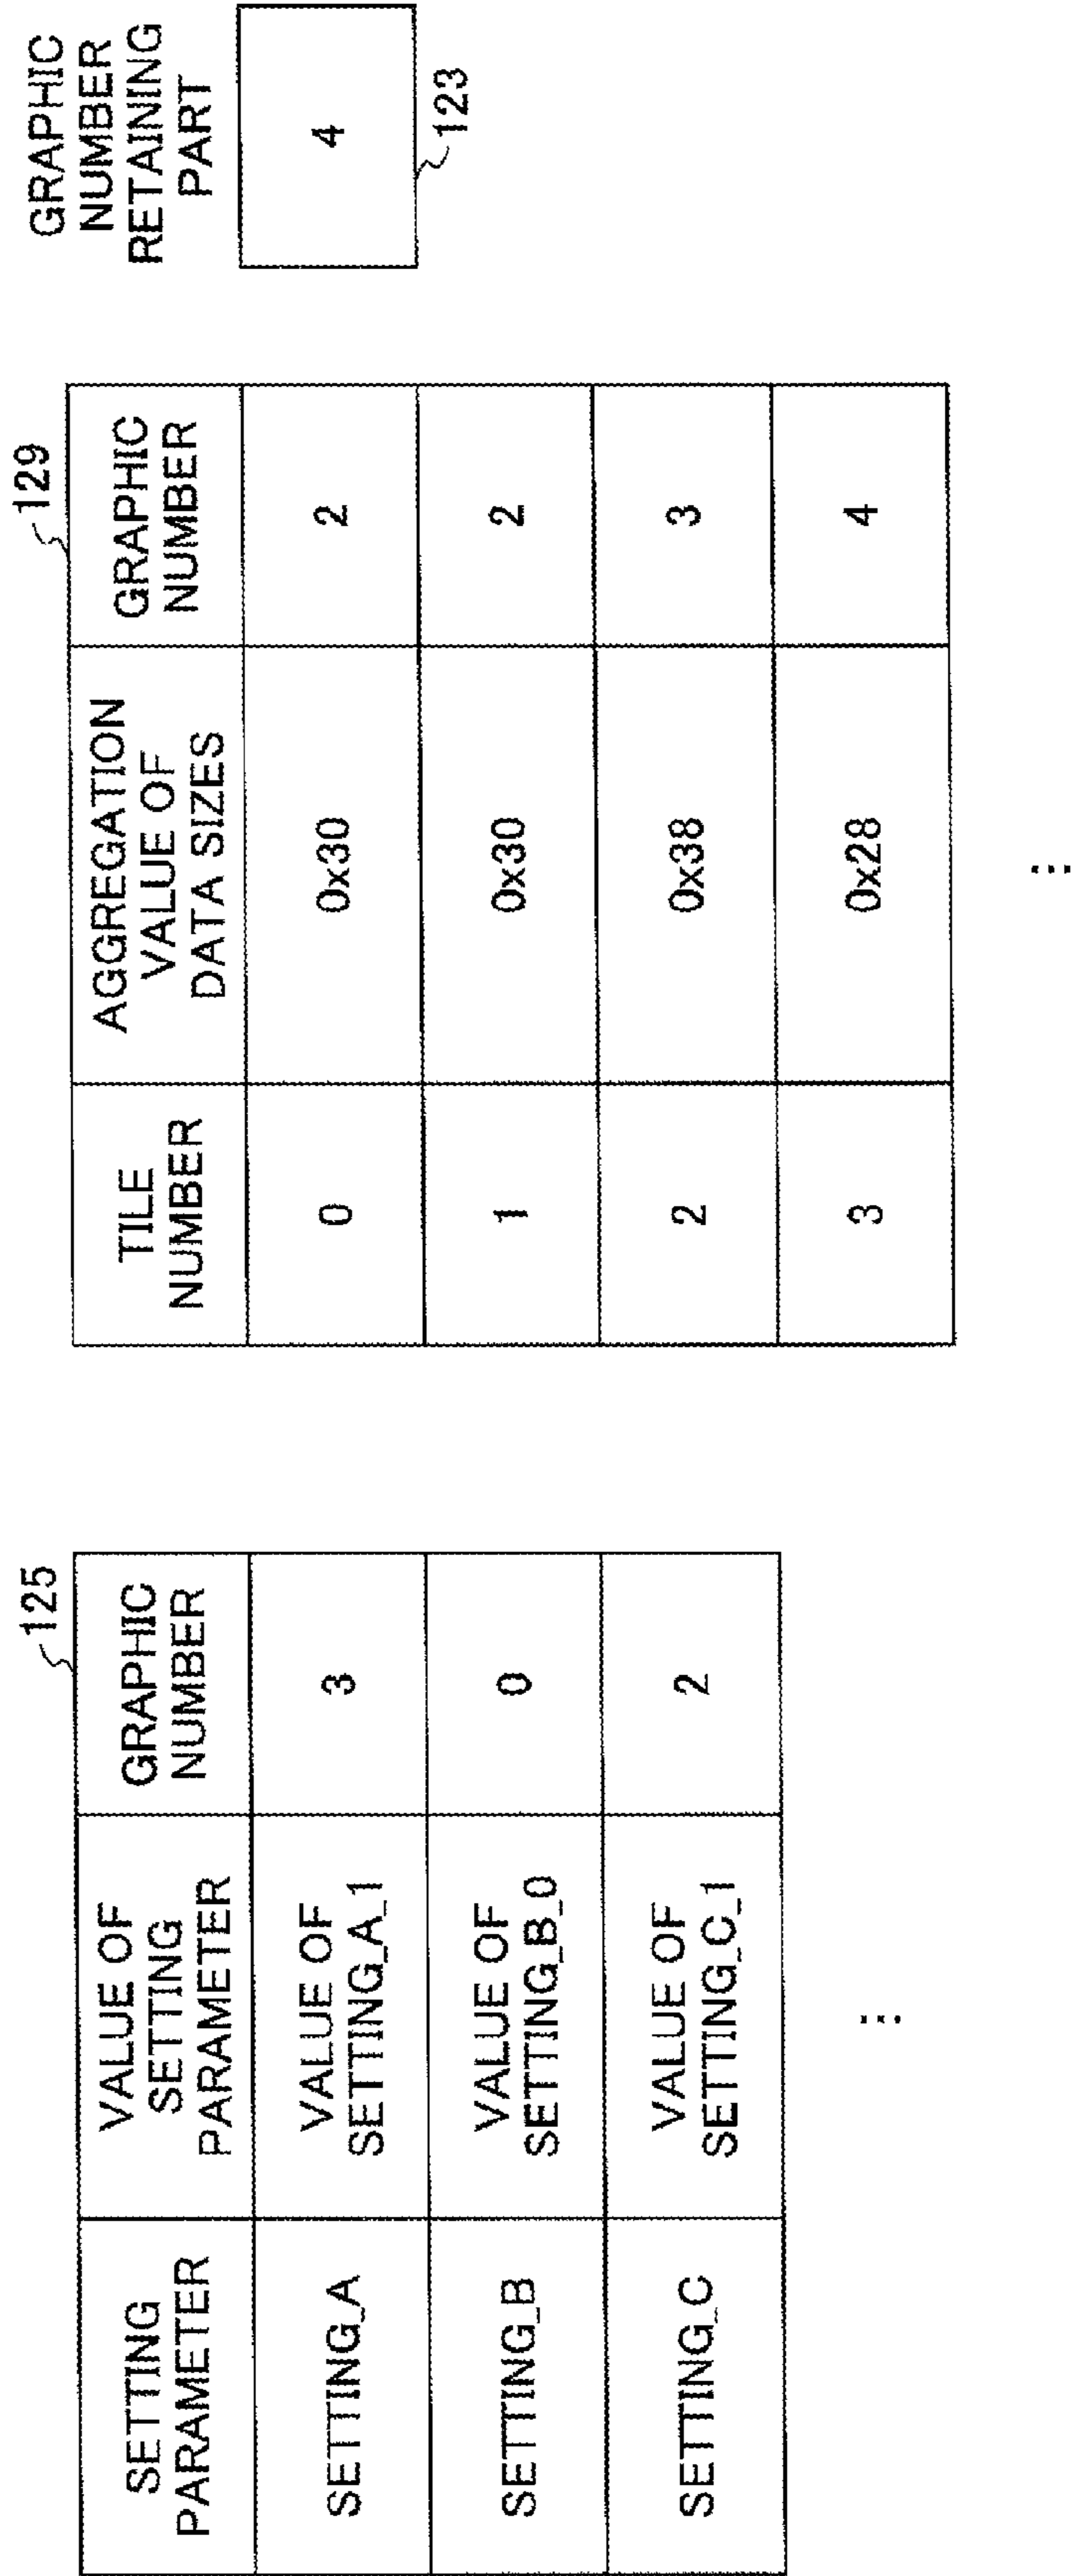 125
SETTING
PARAMETER
VALUE OF
SETTING
PARAMETER
GRAPHIC
NUMBER
SETTING_A
VALUE OF
SETTING_A_1
3
SETTING_B
VALUE OF
SETTING_B_0
0
SETTING_C
VALUE OF
SETTING_C_1
2
129
TILE
NUMBER
AGGREGATION
VALUE OF
DATA SIZES
GRAPHIC
NUMBER
0
0x30
2
1
0x30
2
2
0x38
3
3
0x28
4
GRAPHIC
NUMBER
RETAINING
PART
4
123